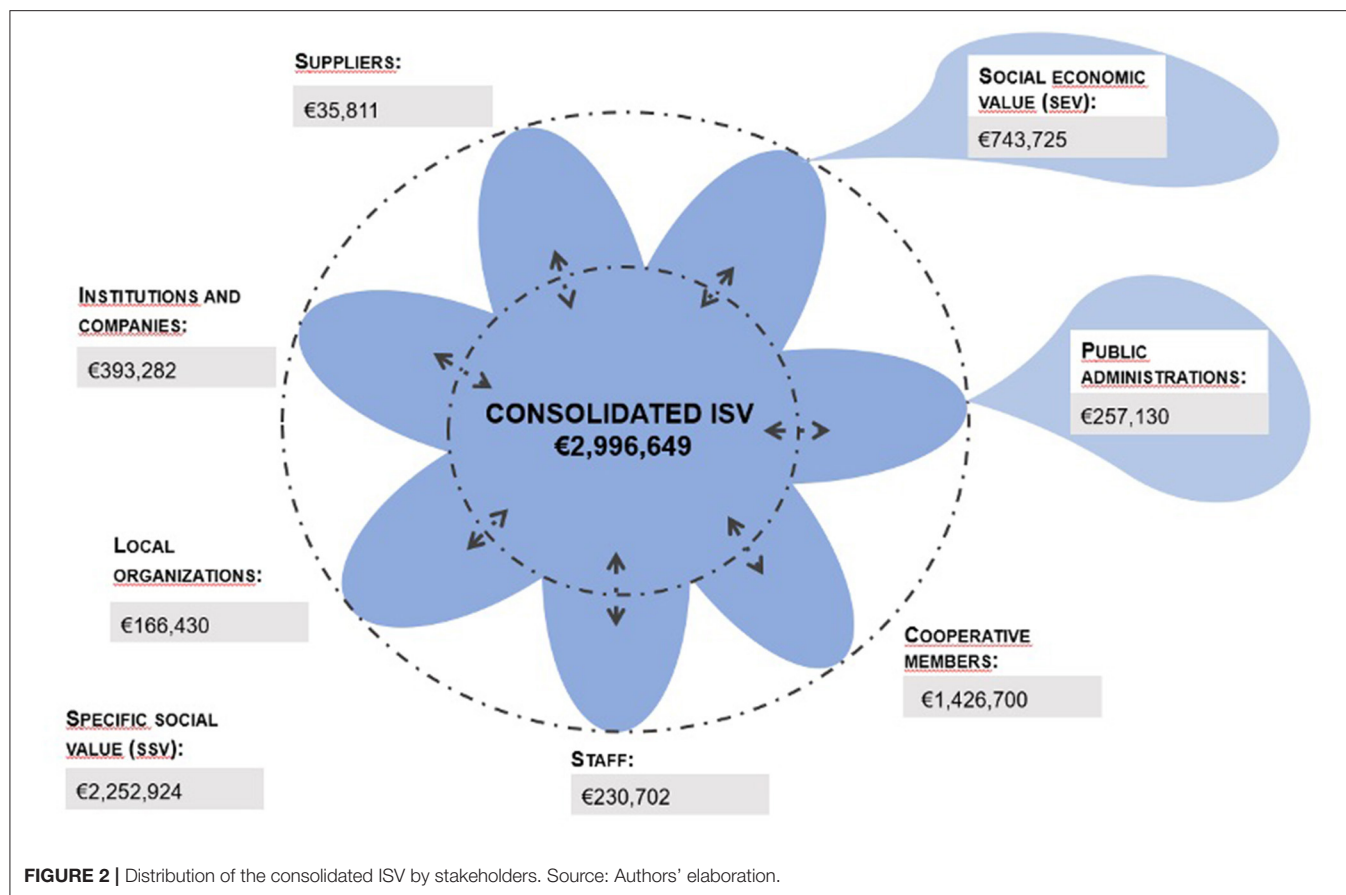 SUPPLIERS:
€35,811
SOCIAL ECONOMIC
VALUE (SEV):
€743,725
INSTITUTIONS AND
COMPANIES:
€393,282
PUBLIC
ADMINISTRATIONS:
€257,130
CONSOLIDATED ISV
€2,996,649
LOCAL
ORGANIZATIONS:
€166,430
COOPERATIVE
MEMBERS:
€1,426,700
SPECIFIC SOCIAL
VALUE (SSV):
€2,252,924
STAFF:
€230,702
FIGURE 2 | Distribution of the consolidated ISV by stakeholders. Source: Authors' elaboration.